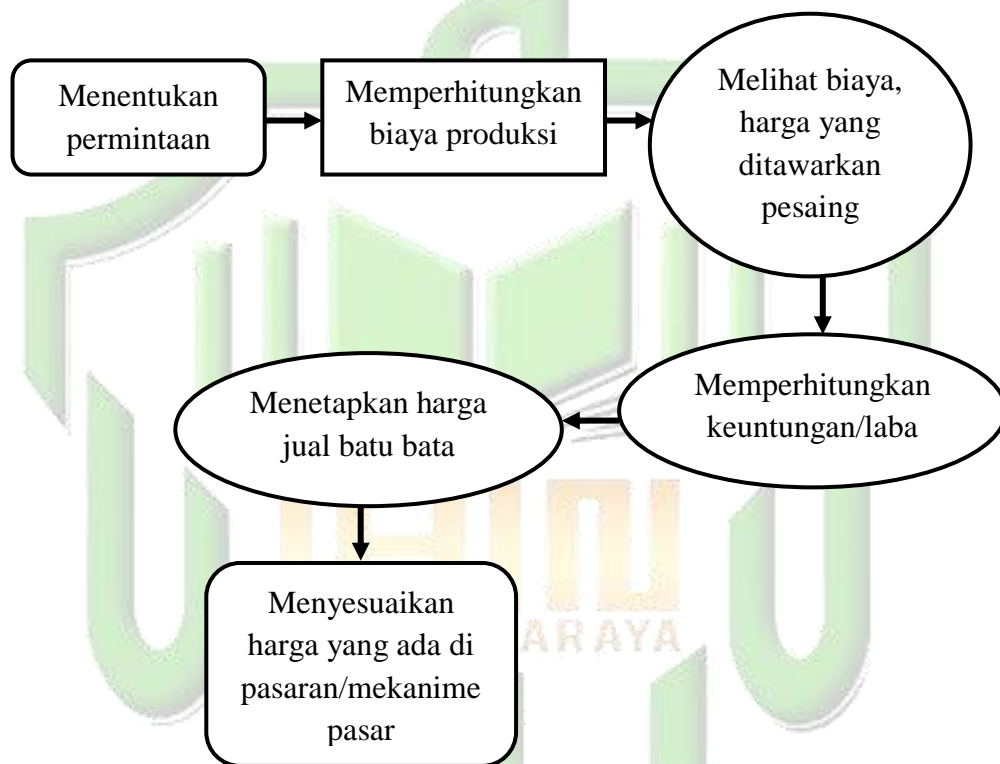 Menentukan
permintaan
Memperhitungkan
biaya produksi
Melihat biaya,
harga yang
ditawarkan
pesaing
Memperhitungkan
keuntungan/laba
Menetapkan harga
jual batu bata
Menyesuaikan
harga yang ada di
pasaran/mekanime
pasar